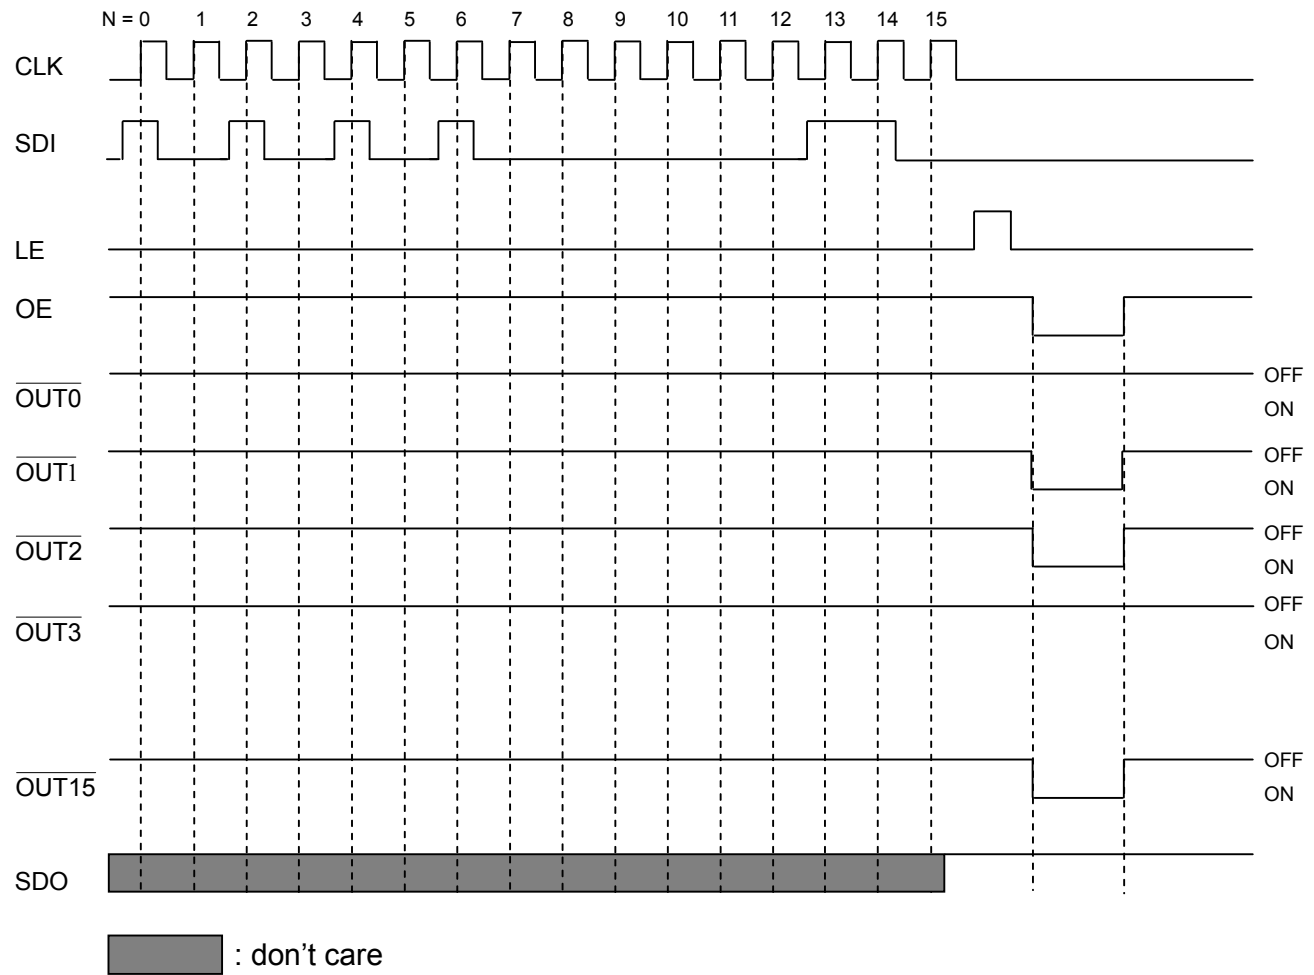 N = 0 1 2 3 4 5 6 7 8 9 10 11 12 13 14 15
CLK
SDI
LE
OE
OUT0
OFF
ON
OUT1
OFF
ON
OUT2
OFF
ON
OUT3
OFF
ON
OUT15
OFF
ON
SDO
: don't care